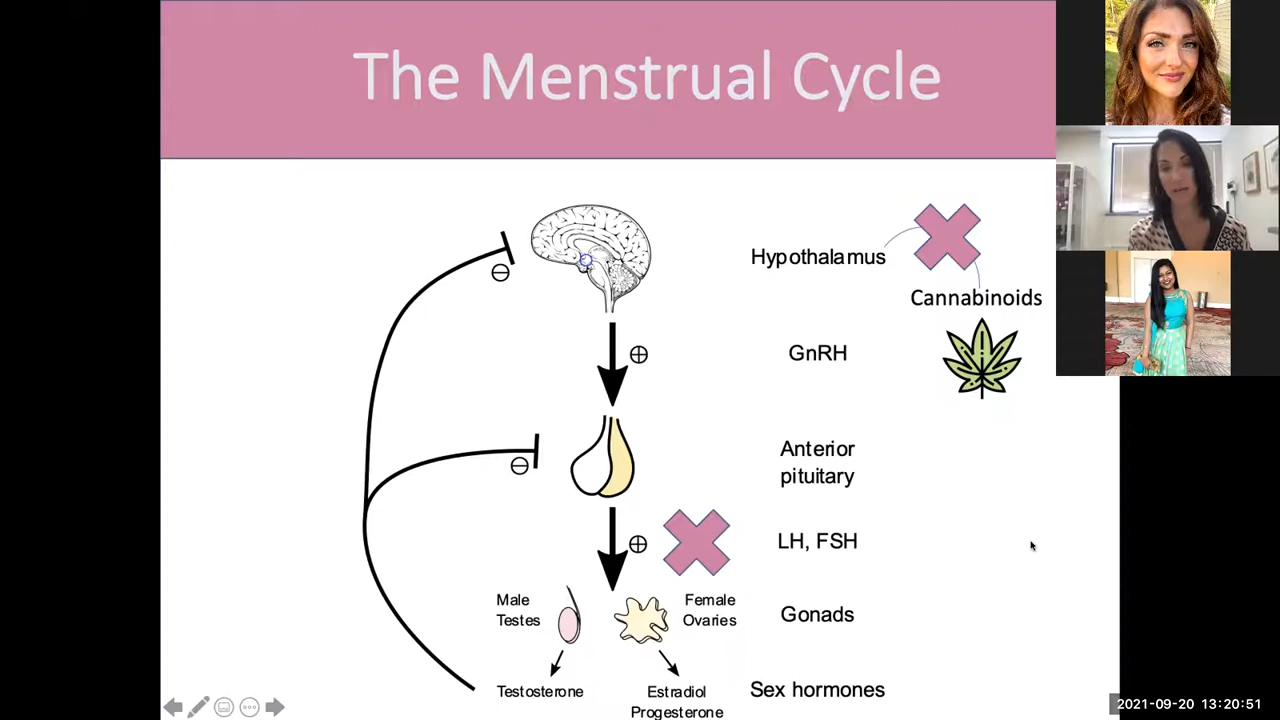 The Menstrual Cycle
Hypothalamus
Cannabinoids
GnRH
Anterior
pituitary
LH, FSH
Male
Testes
Female
Ovaries
Gonads
Testosterone
Estradiol
Progesterone
Sex hormones
2021-09-20 13:20:51